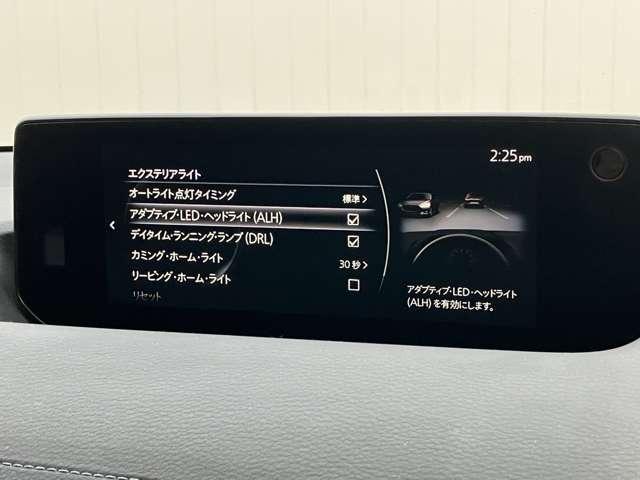 2:25pm
エクステリアライト
オートライト点灯タイミング 標準
アダプティブ・LED・ヘッドライト(ALH)
デイタイム・ランニング・ランプ(DRL)
カミング・ホーム・ライト 30秒
リービング・ホーム・ライト
リセット
アダプティブ・LED・ヘッドライト
(ALH)を有効にします。